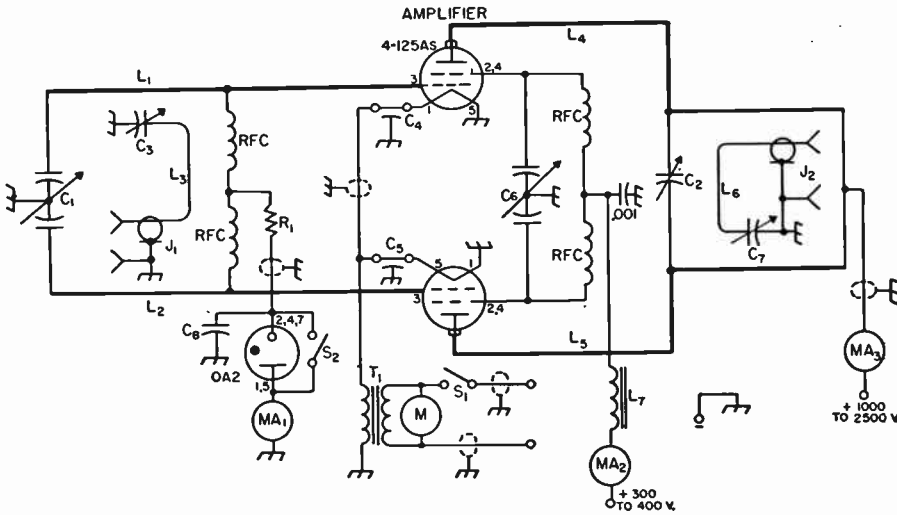 AMPLIFIER
4-125AS
L4
L1
2,4
3
1
5
C4
RFC
RFC
C3
L3
C1
C6
C2
L6
J2
.001
J1
RFC
R1
C5
5
1
RFC
C7
3
2,4
L2
L5
C8
2,4,7
S2
OA2
1,5
MA1
T1
S1
M
L7
MA2
+300
TO 400 V.
MA3
+ 1000
TO 2500 V.